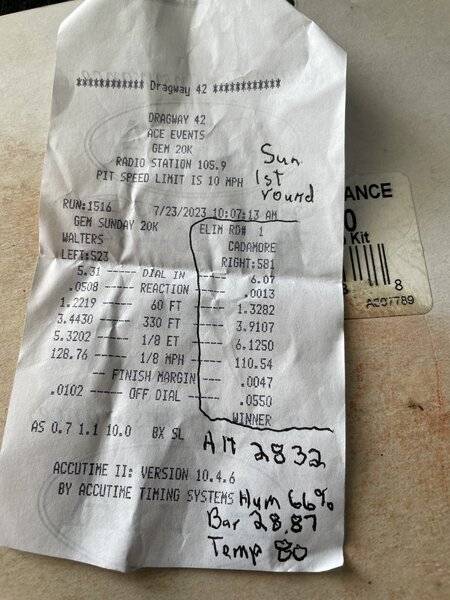 *********** Dragway 42 ***********
DRAGWAY 42
ACE EVENTS
GEM 20K
RADIO STATION 105.9
PIT SPEED LIMIT IS 10 MPH
Sun
1st
round
RUN:1516 7/23/2023 10:07:13 AM
GEM SUNDAY 20K ELIM RD# 1
WALTERS CADAMORE
LEFT:523 RIGHT:581
5.31 ----- DIAL IN ----- 6.07
.0508 ----- REACTION ----- .0013
1.2219 ----- 60 FT ----- 1.3282
3.4430 ----- 330 FT ----- 3.9107
5.3202 ----- 1/8 ET ----- 6.1250
128.76 ----- 1/8 MPH ----- 110.54
---- FINISH MARGIN ---- .0047
.0102 ----- OFF DIAL ----- .0550
WINNER
AS 0.7 1.1 10.0 BX SL
Alt 2832
ACCUTIME II: VERSION 10.4.6
BY ACCUTIME TIMING SYSTEMS
Hum 66%
Bar 28.87
Temp 80
ANCE
0
Kit
8